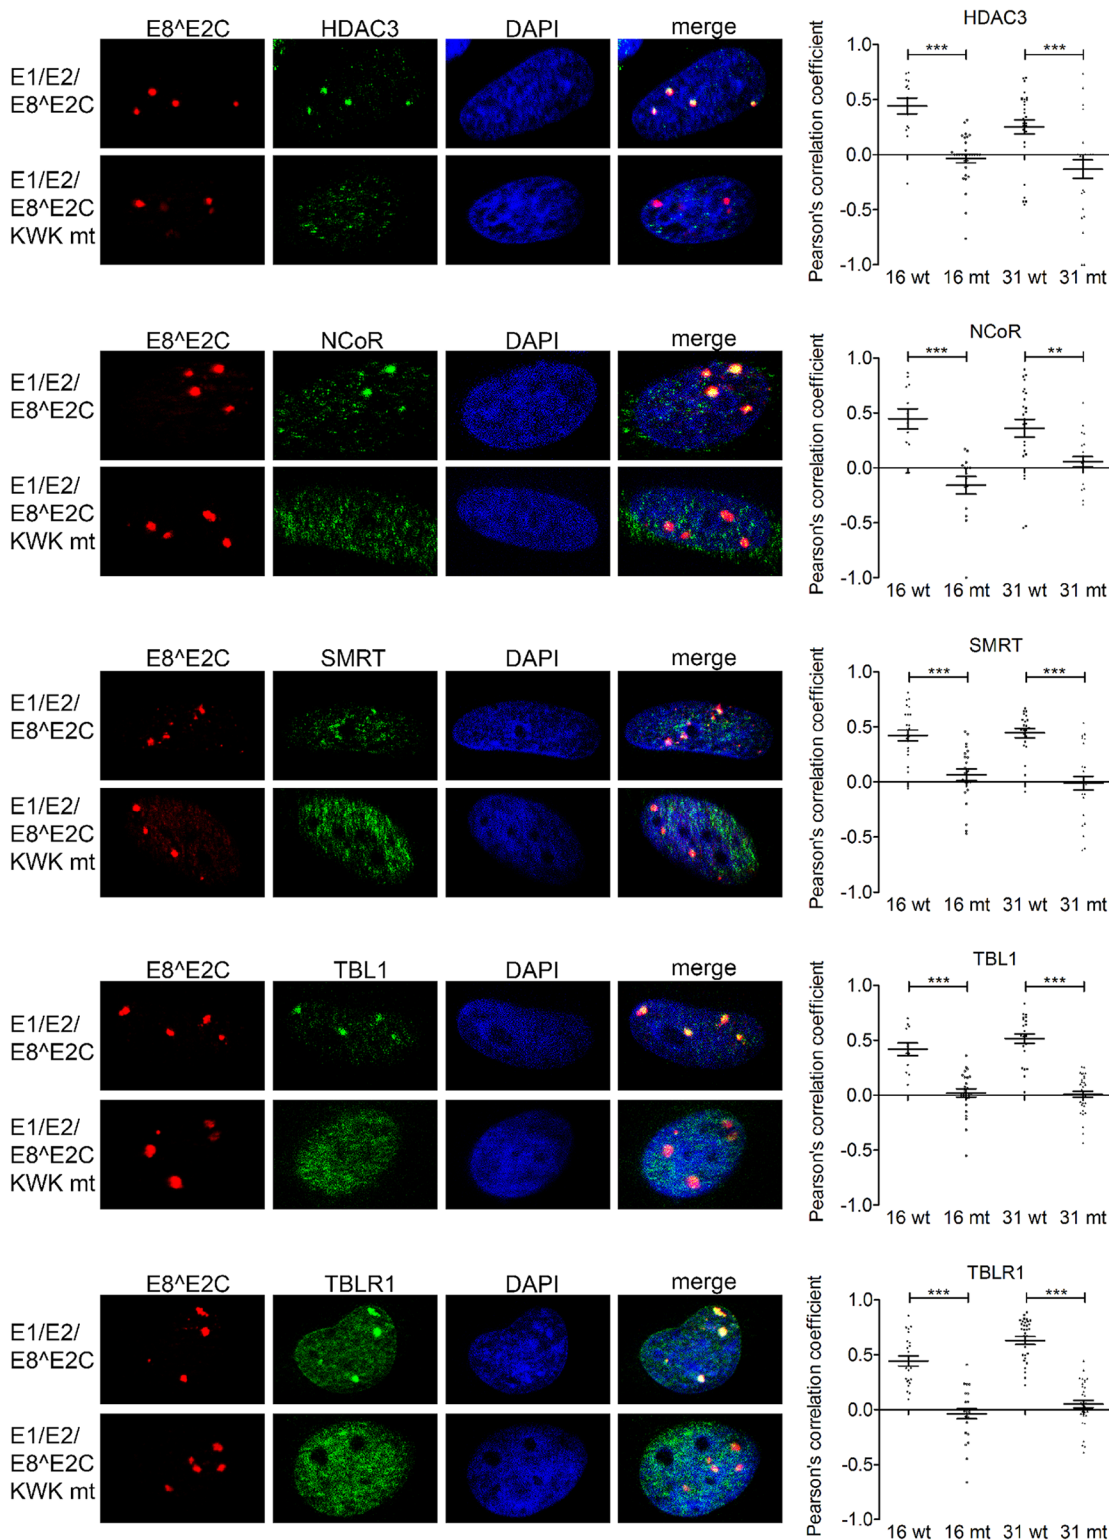 E8^E2C HDAC3 DAPI merge
E1/E2/
E8^E2C
E1/E2/
E8^E2C
KWK mt
HDAC3
Pearson's correlation coefficient
1.0
0.5
0.0
-0.5
-1.0
*** ***
16 wt 16 mt 31 wt 31 mt
E8^E2C NCoR DAPI merge
E1/E2/
E8^E2C
E1/E2/
E8^E2C
KWK mt
NCoR
Pearson's correlation coefficient
1.0
0.5
0.0
-0.5
-1.0
*** **
16 wt 16 mt 31 wt 31 mt
E8^E2C SMRT DAPI merge
E1/E2/
E8^E2C
E1/E2/
E8^E2C
KWK mt
SMRT
Pearson's correlation coefficient
1.0
0.5
0.0
-0.5
-1.0
*** ***
16 wt 16 mt 31 wt 31 mt
E8^E2C TBL1 DAPI merge
E1/E2/
E8^E2C
E1/E2/
E8^E2C
KWK mt
TBL1
Pearson's correlation coefficient
1.0
0.5
0.0
-0.5
-1.0
*** ***
16 wt 16 mt 31 wt 31 mt
E8^E2C TBLR1 DAPI merge
E1/E2/
E8^E2C
E1/E2/
E8^E2C
KWK mt
TBLR1
Pearson's correlation coefficient
1.0
0.5
0.0
-0.5
-1.0
*** ***
16 wt 16 mt 31 wt 31 mt